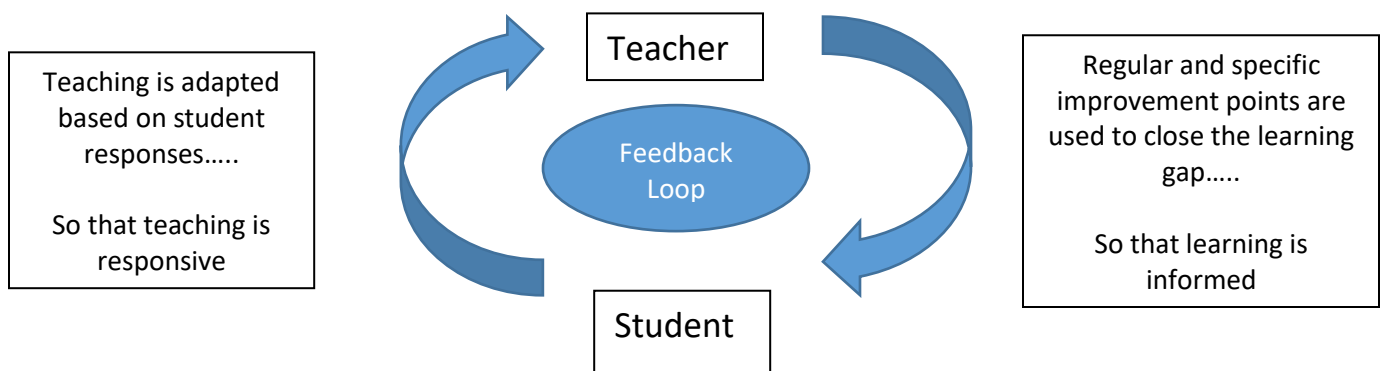 Teacher
Teaching is adapted
based on student
responses…..
So that teaching is
responsive
Feedback
Loop
Regular and specific
improvement points are
used to close the learning
gap…..
So that learning is
informed
Student